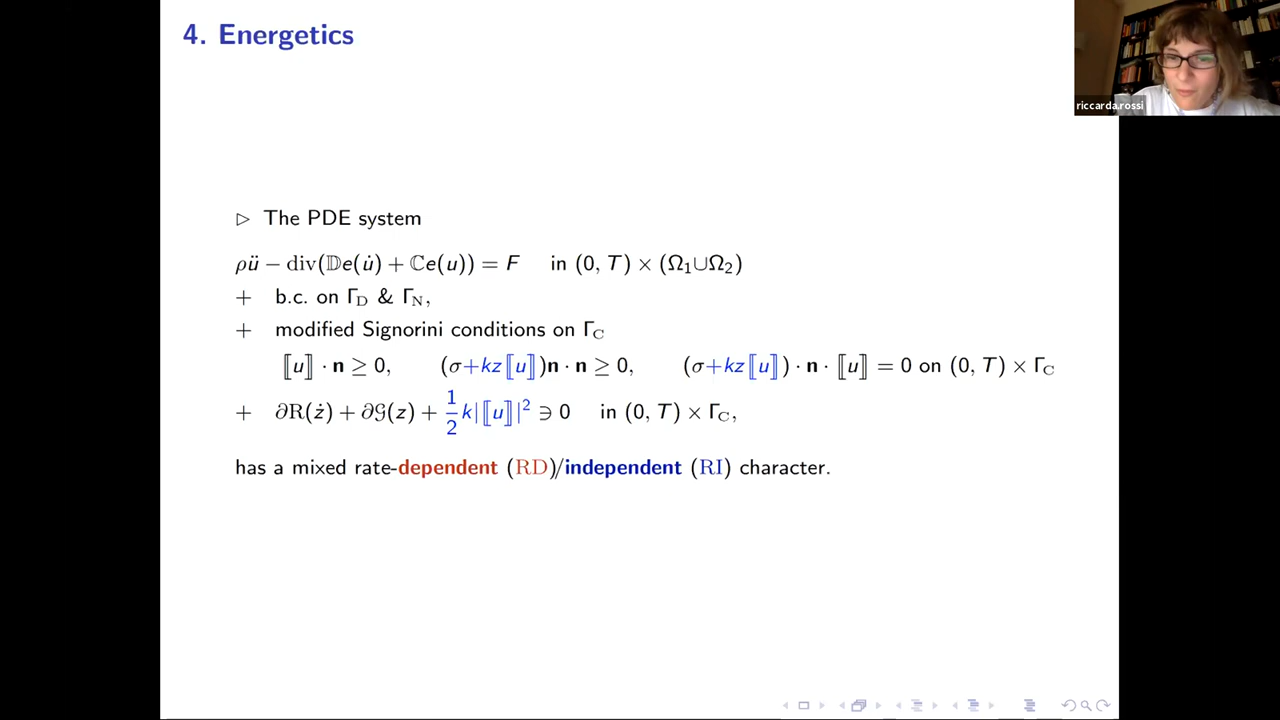 4. Energetics
riccarda.rossi
▷ The PDE system
ρü − div(𝔻e(u̇) + ℂe(u)) = F in (0, T) × (Ω₁∪Ω₂)
+ b.c. on Γ_D & Γ_N,
+ modified Signorini conditions on Γ_C
⟦u⟧ · n ≥ 0, (σ+kz⟦u⟧)n · n ≥ 0, (σ+kz⟦u⟧) · n · ⟦u⟧ = 0 on (0, T) × Γ_C
+ ∂R(ż) + ∂𝒢(z) + ½k|⟦u⟧|² ∋ 0 in (0, T) × Γ_C,
has a mixed rate-dependent (RD)/independent (RI) character.